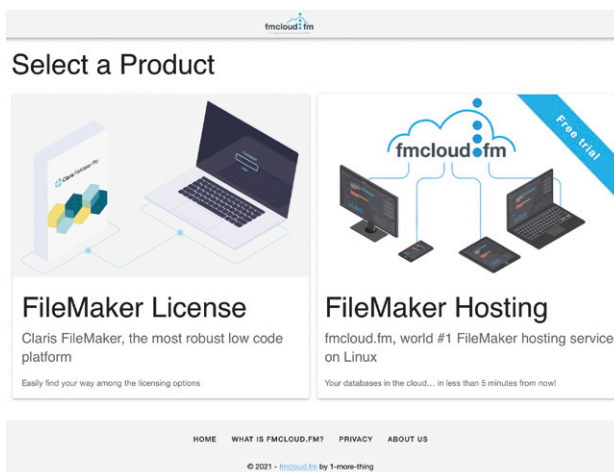 fmcloud.fm
Select a Product
Claris FileMaker Pro
fmcloud.fm
Free trial
FileMaker License
Claris FileMaker, the most robust low code
platform
Easily find your way among the licensing options
FileMaker Hosting
fmcloud.fm, world #1 FileMaker hosting service
on Linux
Your databases in the cloud... in less than 5 minutes from now!
HOME WHAT IS FMCLOUD.FM? PRIVACY ABOUT US
© 2021 - fmcloud.fm by 1-more-thing